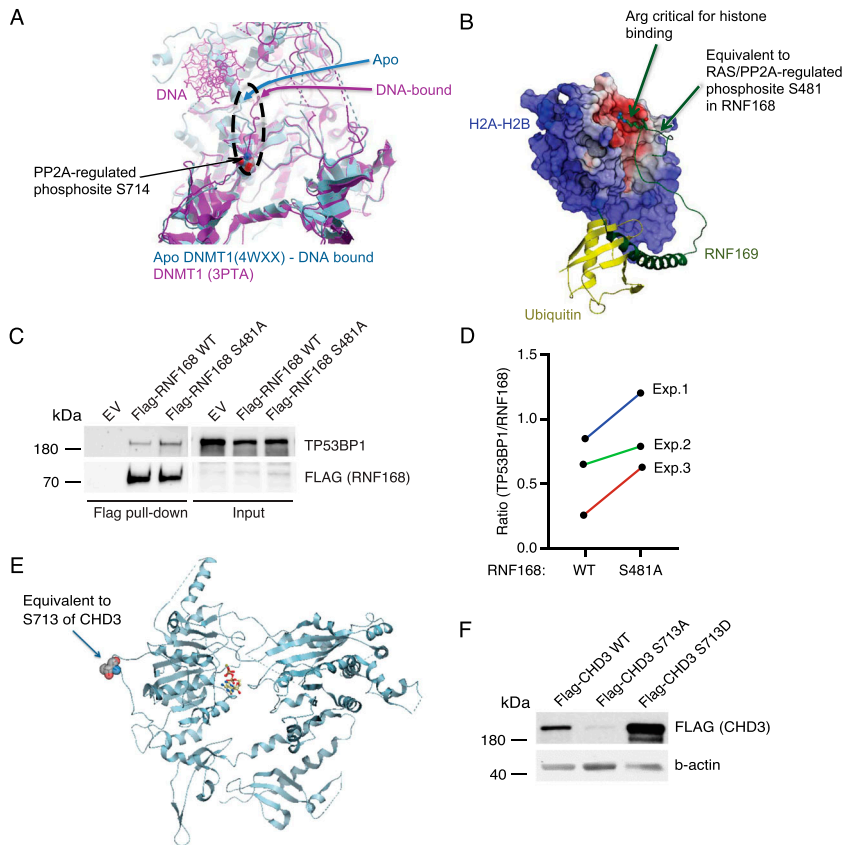 A
Apo
DNA
DNA-bound
PP2A-regulated
phosphosite S714
Apo DNMT1(4WXX) - DNA bound
DNMT1 (3PTA)
B
Arg critical for histone
binding
Equivalent to
RAS/PP2A-regulated
phosphosite S481
in RNF168
H2A-H2B
RNF169
Ubiquitin
C
kDa
EV
Flag-RNF168 WT
Flag-RNF168 S481A
EV
Flag-RNF168 WT
Flag-RNF168 S481A
180
TP53BP1
70
FLAG (RNF168)
Flag pull-down
Input
D
Ratio (TP53BP1/RNF168)
1.5
1.0
0.5
0.0
Exp.1
Exp.2
Exp.3
RNF168: WT S481A
E
Equivalent to
S713 of CHD3
F
kDa
Flag-CHD3 WT
Flag-CHD3 S713A
Flag-CHD3 S713D
180
FLAG (CHD3)
40
b-actin